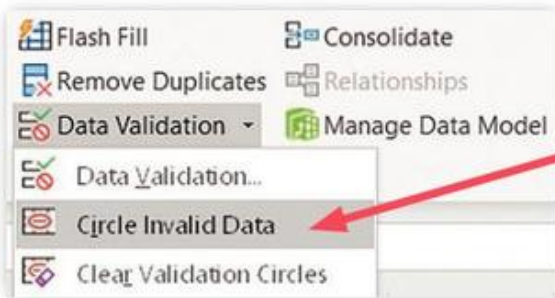 Flash Fill Consolidate
Remove Duplicates Relationships
Data Validation Manage Data Model
Data Validation...
Circle Invalid Data
Clear Validation Circles